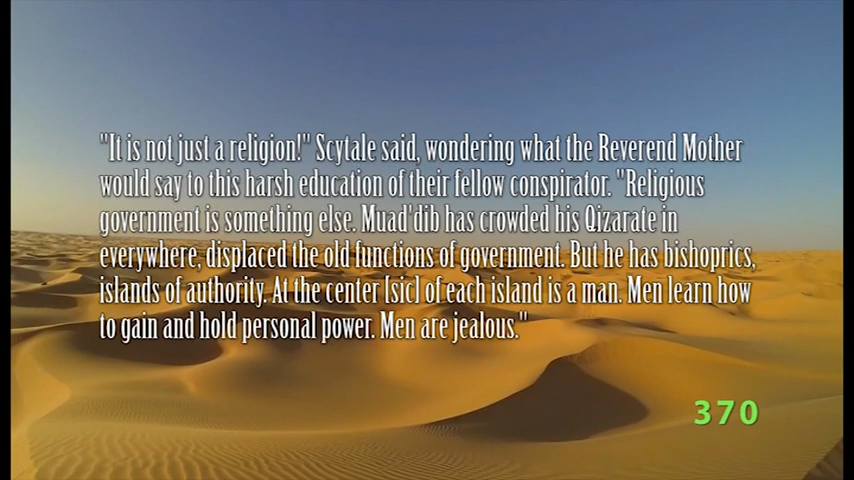 "It is not just a religion!" Scytale said, wondering what the Reverend Mother
would say to this harsh education of their fellow conspirator. "Religious
government is something else. Muad'dib has crowded his Qizarate in
everywhere, displaced the old functions of government. But he has bishoprics,
islands of authority. At the center [sic] of each island is a man. Men learn how
to gain and hold personal power. Men are jealous."
370